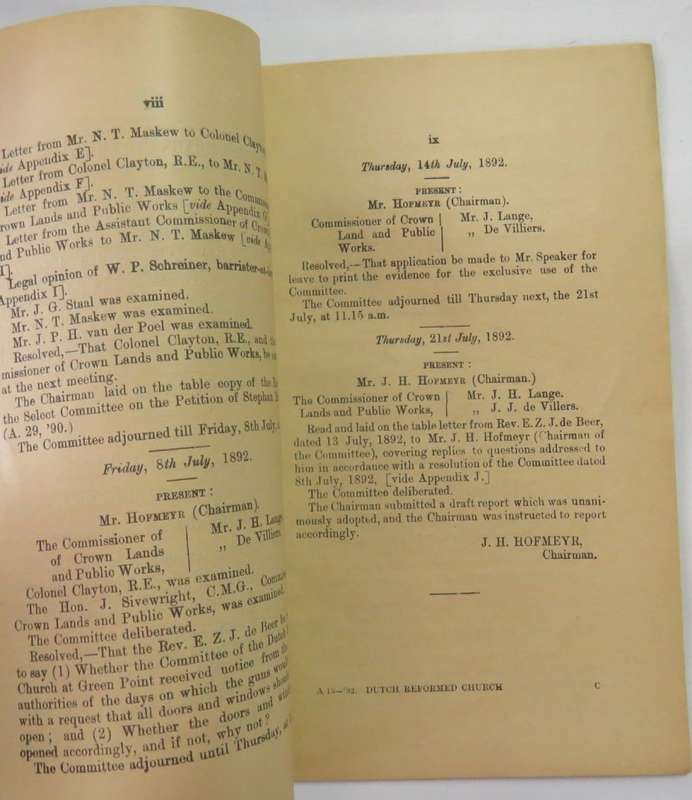 viii
Letter from Mr. N. T. Maskew to Colonel Clayton
Appendix E].
Letter from Colonel Clayton, R.E., to Mr. N. T.
Appendix F].
Letter from Mr. N. T. Maskew to the
Crown Lands and Public Works [vide Appendix
Letter from the Assistant Commissioner of
and Public Works to Mr. N. T. Maskew [vide
Legal opinion of W. P. Schreiner,
Appendix I].
Mr. J. G. Staal was examined.
Mr. N. T. Maskew was examined.
Mr. J. P. H. van der Poel was examined.
Resolved,—That Colonel Clayton, R.E., and
missioner of Crown Lands and Public Works, be
at the next meeting.
The Chairman laid on the table copy of the
the Select Committee on the Petition of Stephan
(A. 29, '90.)
The Committee adjourned till Friday, 8th July,
Friday, 8th July, 1892.
PRESENT:
Mr. HOFMEYR (Chairman).
The Commissioner of
of Crown Lands
and Public Works,
Mr. J. H. Lange
„ De Villiers.
Colonel Clayton, R.E., was examined.
The Hon. J. Sivewright, C.M.G.,
Crown Lands and Public Works, was examined.
The Committee deliberated.
Resolved,—That the Rev. E. Z. J. de Beer be
to say (1) Whether the Committee of the Dutch
Church at Green Point received notice from the
authorities of the days on which the guns would
with a request that all doors and windows should
open; and (2) Whether the doors and
opened accordingly, and if not, why not?
The Committee adjourned until Thursday,
ix
Thursday, 14th July, 1892.
PRESENT:
Mr. HOFMEYR (Chairman).
Commissioner of Crown
Land and Public
Works.
Mr. J. Lange,
„ De Villiers.
Resolved,—That application be made to Mr. Speaker for
leave to print the evidence for the exclusive use of the
Committee.
The Committee adjourned till Thursday next, the 21st
July, at 11.15 a.m.
Thursday, 21st July, 1892.
PRESENT:
Mr. J. H. HOFMEYR (Chairman.)
The Commissioner of Crown
Lands and Public Works,
Mr. J. H. Lange.
„ J. J. de Villers.
Read and laid on the table letter from Rev. E. Z. J. de Beer,
dated 13 July, 1892, to Mr. J. H. Hofmeyr (Chairman of
the Committee), covering replies to questions addressed to
him in accordance with a resolution of the Committee dated
8th July, 1892, [vide Appendix J.]
The Committee deliberated.
The Chairman submitted a draft report which was unani-
mously adopted, and the Chairman was instructed to report
accordingly.
J. H. HOFMEYR,
Chairman.
A 15—'92. DUTCH REFORMED CHURCH C